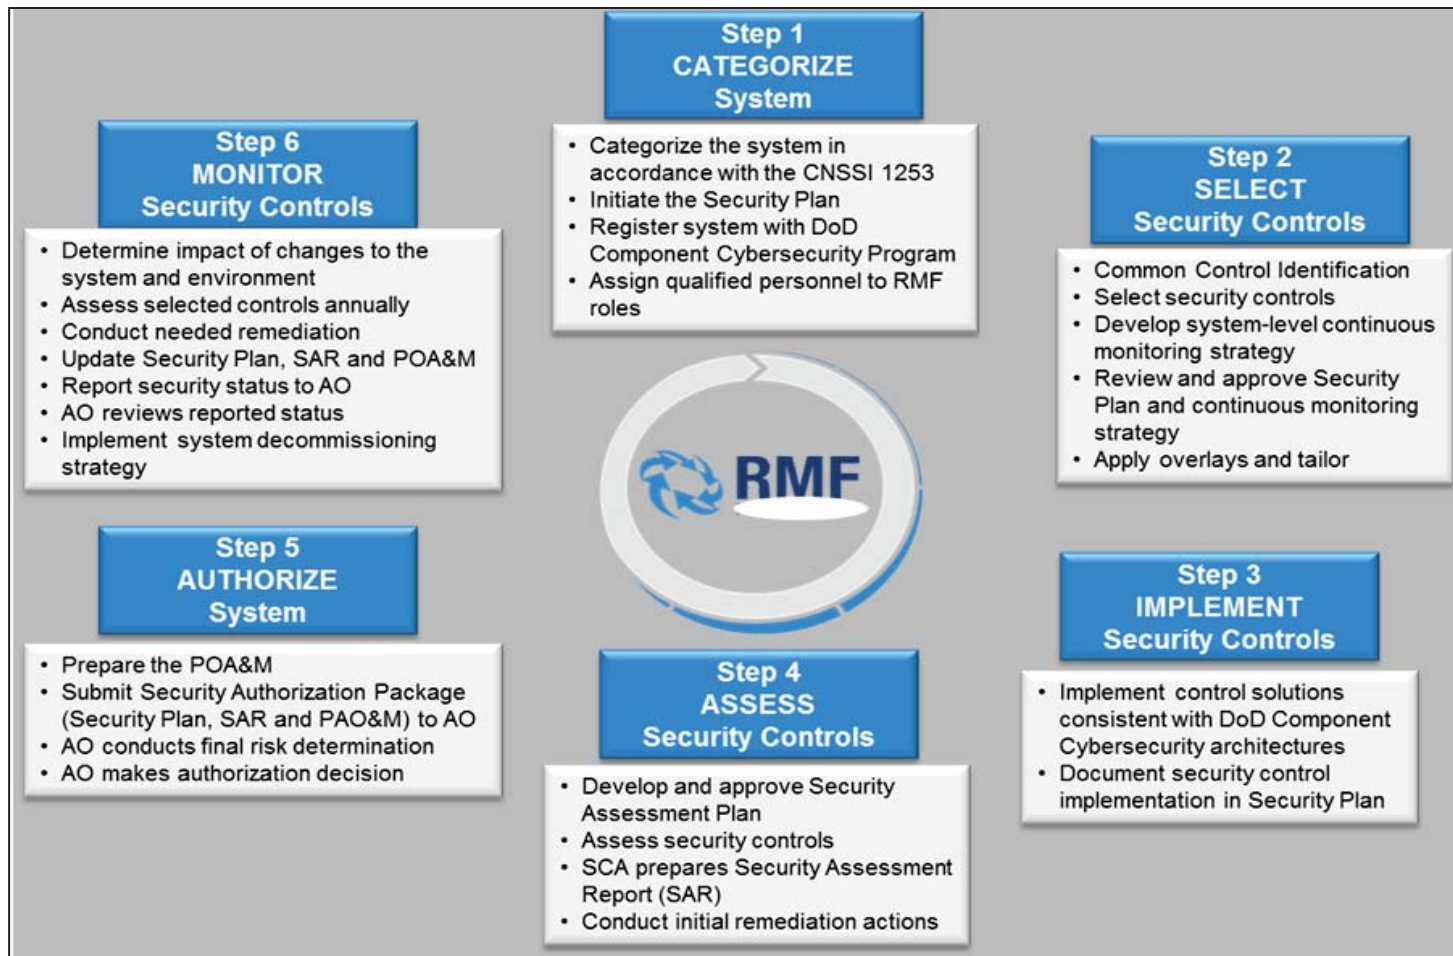 Step 1
CATEGORIZE
System
• Categorize the system in
accordance with the CNSSI 1253
• Initiate the Security Plan
• Register system with DoD
Component Cybersecurity Program
• Assign qualified personnel to RMF
roles
Step 2
SELECT
Security Controls
• Common Control Identification
• Select security controls
• Develop system-level continuous
monitoring strategy
• Review and approve Security
Plan and continuous monitoring
strategy
• Apply overlays and tailor
Step 3
IMPLEMENT
Security Controls
• Implement control solutions
consistent with DoD Component
Cybersecurity architectures
• Document security control
implementation in Security Plan
Step 4
ASSESS
Security Controls
• Develop and approve Security
Assessment Plan
• Assess security controls
• SCA prepares Security Assessment
Report (SAR)
• Conduct initial remediation actions
Step 5
AUTHORIZE
System
• Prepare the POA&M
• Submit Security Authorization Package
(Security Plan, SAR and PAO&M) to AO
• AO conducts final risk determination
• AO makes authorization decision
Step 6
MONITOR
Security Controls
• Determine impact of changes to the
system and environment
• Assess selected controls annually
• Conduct needed remediation
• Update Security Plan, SAR and POA&M
• Report security status to AO
• AO reviews reported status
• Implement system decommissioning
strategy
RMF